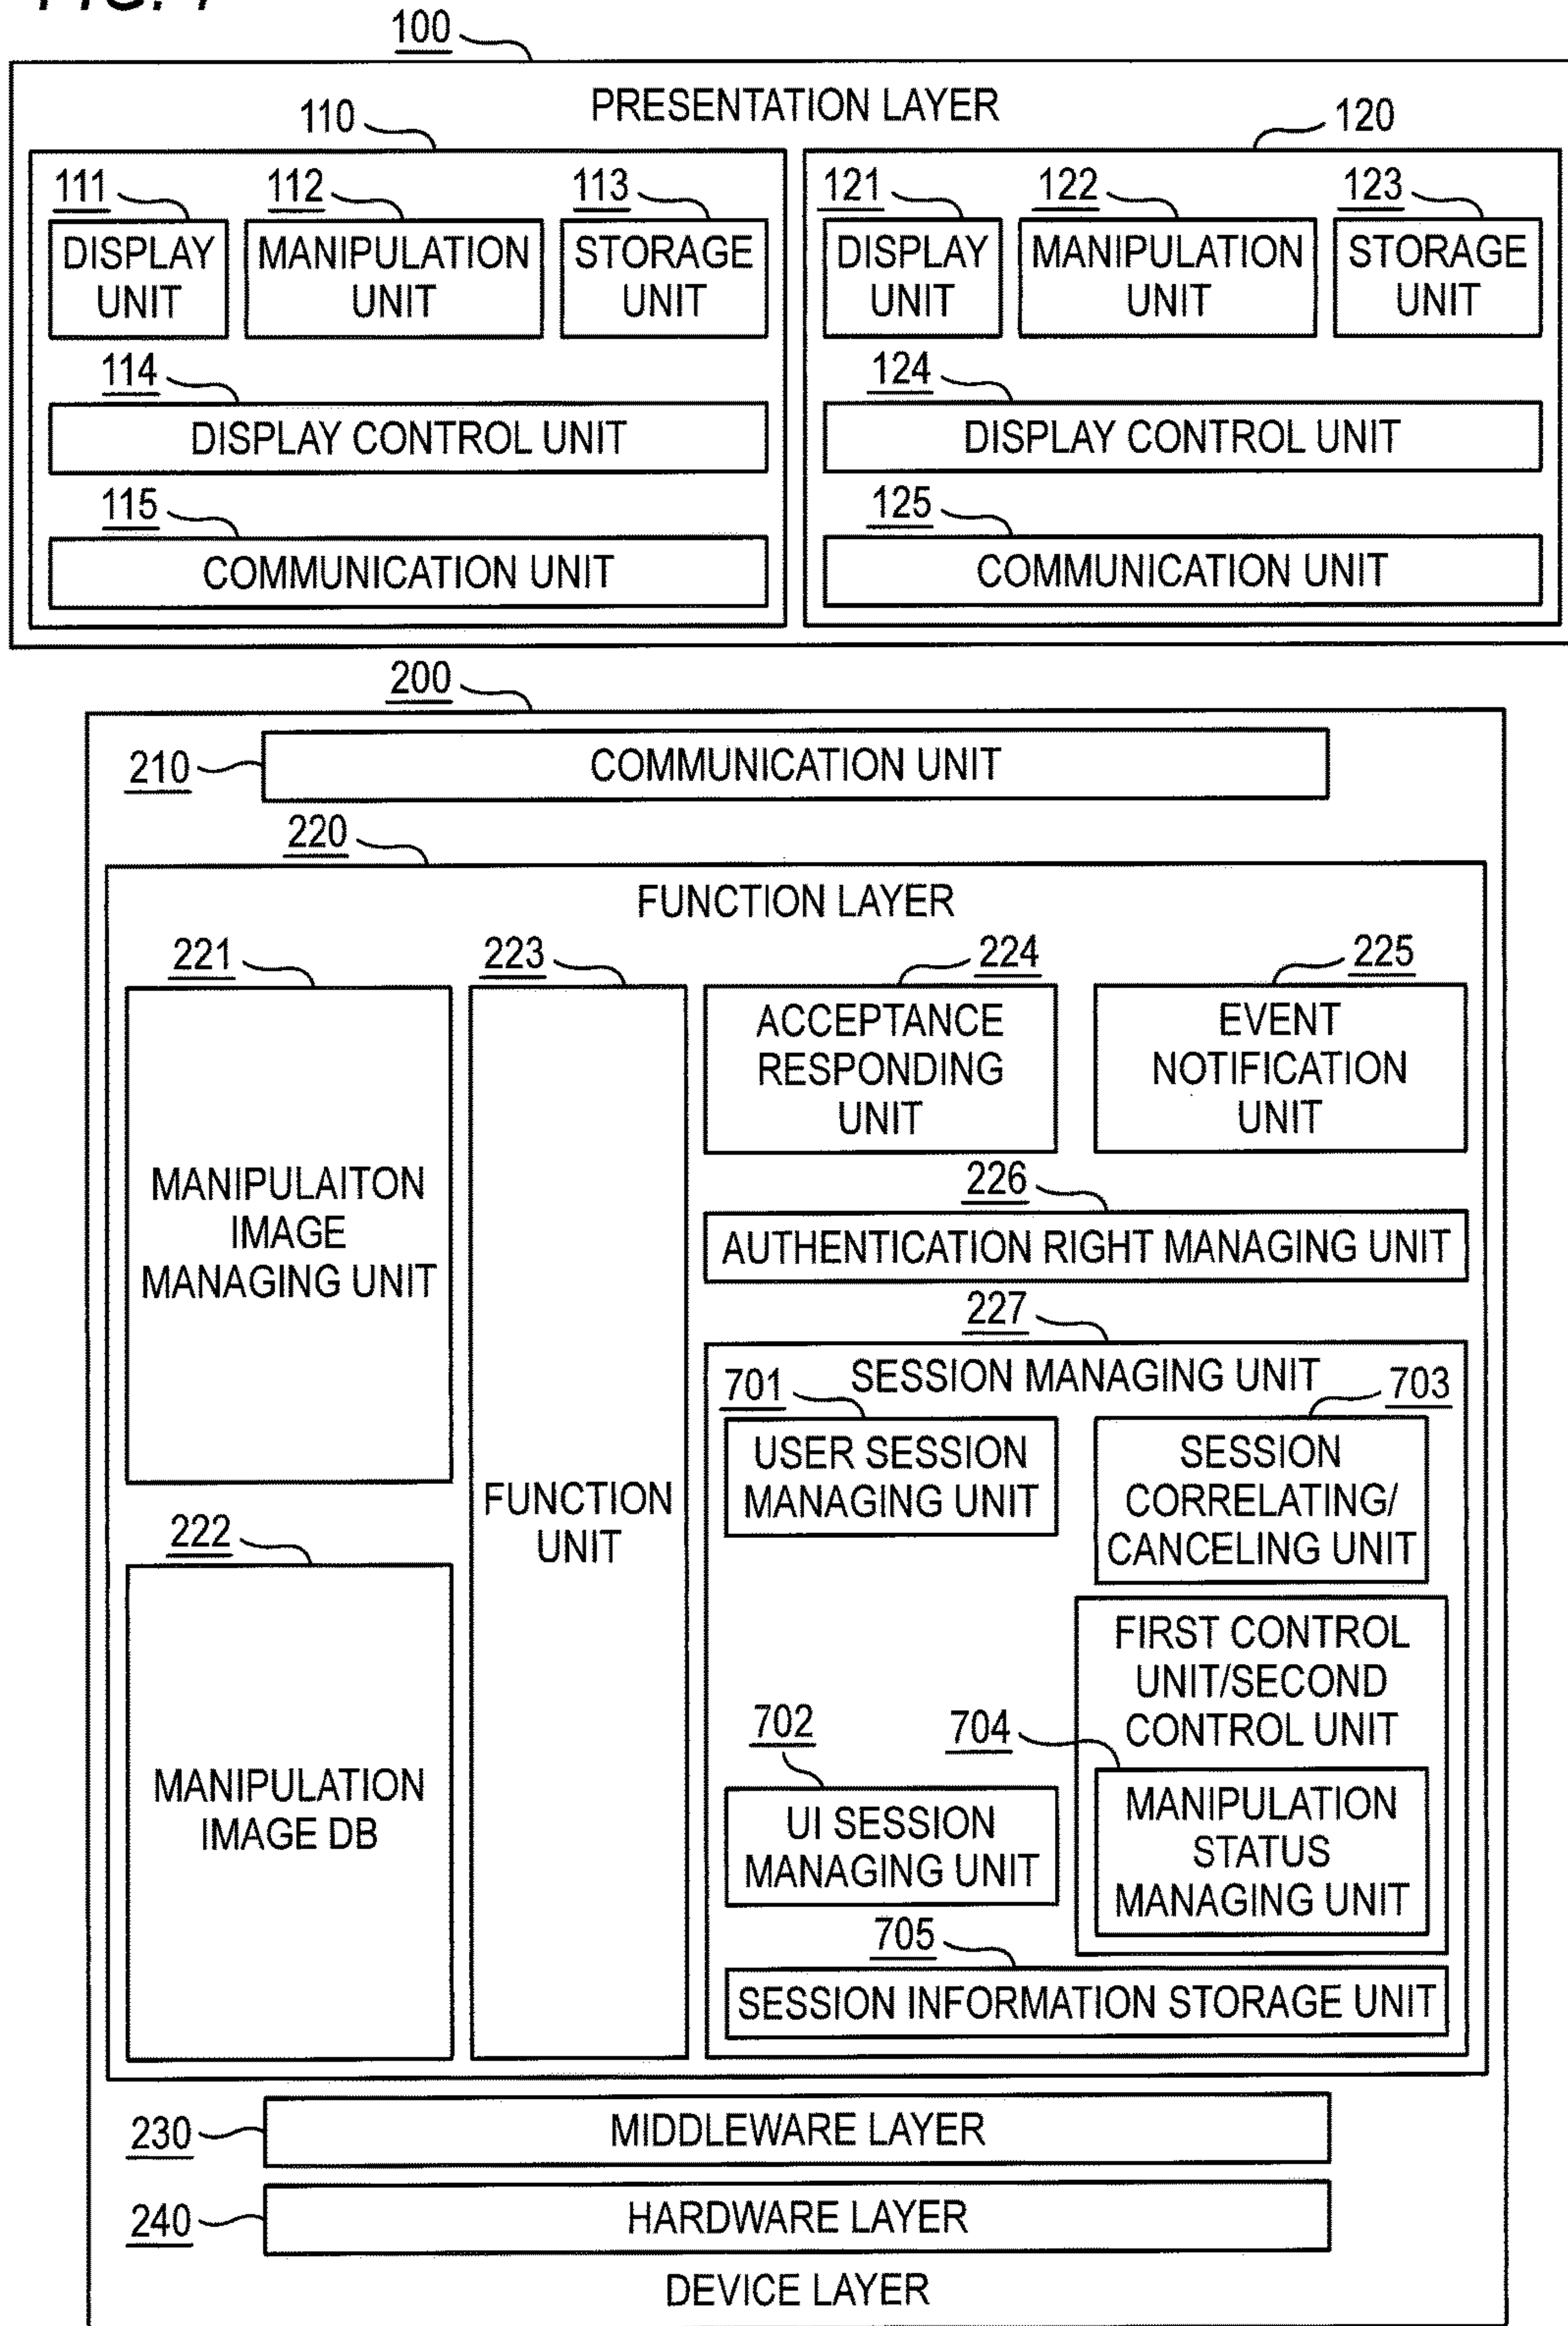 100
PRESENTATION LAYER
110
120
111
112
113
121
122
123
DISPLAY
UNIT
MANIPULATION
UNIT
STORAGE
UNIT
DISPLAY
UNIT
MANIPULATION
UNIT
STORAGE
UNIT
114
124
DISPLAY CONTROL UNIT
DISPLAY CONTROL UNIT
115
125
COMMUNICATION UNIT
COMMUNICATION UNIT
200
210
COMMUNICATION UNIT
220
FUNCTION LAYER
221
223
224
225
MANIPULAITON
IMAGE
MANAGING UNIT
222
MANIPULATION
IMAGE DB
FUNCTION
UNIT
ACCEPTANCE
RESPONDING
UNIT
EVENT
NOTIFICATION
UNIT
226
AUTHENTICATION RIGHT MANAGING UNIT
227
SESSION MANAGING UNIT
701
703
USER SESSION
MANAGING UNIT
SESSION
CORRELATING/
CANCELING UNIT
FIRST CONTROL
UNIT/SECOND
CONTROL UNIT
702
704
UI SESSION
MANAGING UNIT
MANIPULATION
STATUS
MANAGING UNIT
705
SESSION INFORMATION STORAGE UNIT
230
MIDDLEWARE LAYER
240
HARDWARE LAYER
DEVICE LAYER